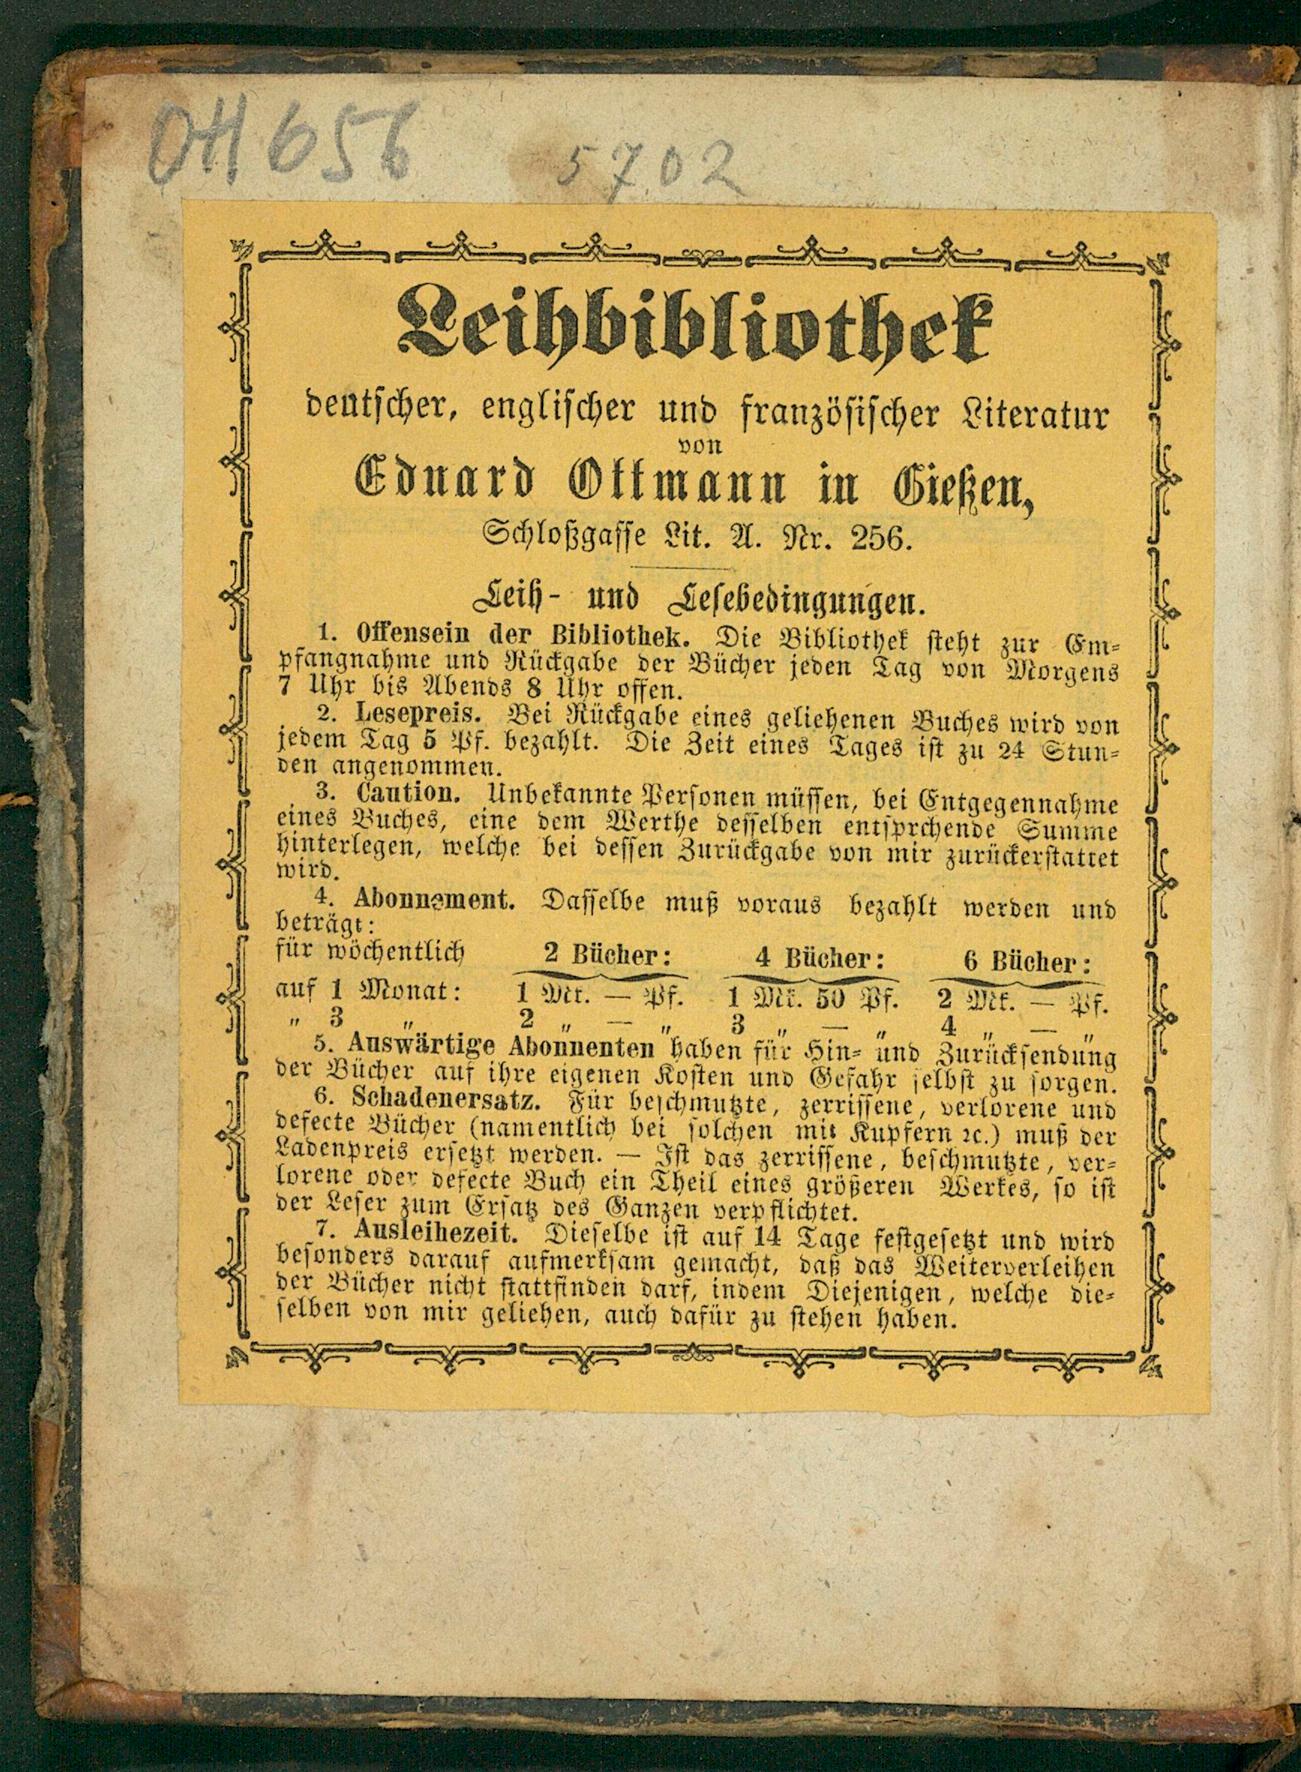 OH 656
5702
Leihbibliothek
deutscher, englischer und französischer Literatur
von
Eduard Ottmann in Gießen,
Schloßgasse Lit. A. Nr. 256.
Leih- und Lesebedingungen.
1. Offensein der Bibliothek. Die Bibliothek steht zur Em-
pfangnahme und Rückgabe der Bücher jeden Tag von Morgens
7 Uhr bis Abends 8 Uhr offen.
2. Lesepreis. Bei Rückgabe eines geliehenen Buches wird von
jedem Tag 5 Pf. bezahlt. Die Zeit eines Tages ist zu 24 Stun-
den angenommen.
3. Caution. Unbekannte Personen müssen, bei Entgegennahme
eines Buches, eine dem Werthe desselben entsprchende Summe
hinterlegen, welche bei dessen Zurückgabe von mir zurückerstattet
wird.
4. Abonnement. Dasselbe muß voraus bezahlt werden und
beträgt:
für wöchentlich 2 Bücher: 4 Bücher: 6 Bücher:
auf 1 Monat: 1 Mk. — Pf. 1 Mk. 50 Pf. 2 Mk. — Pf.
„ 3 „ 2 „ — „ 3 „ — „ 4 „ — „
5. Auswärtige Abonnenten haben für Hin- und Zurücksendung
der Bücher auf ihre eigenen Kosten und Gefahr selbst zu sorgen.
6. Schadenersatz. Für beschmutzte, zerrissene, verlorene und
defecte Bücher (namentlich bei solchen mit Kupfern ꝛc.) muß der
Ladenpreis ersetzt werden. — Ist das zerrissene, beschmutzte, ver-
lorene oder defecte Buch ein Theil eines größeren Werkes, so ist
der Leser zum Ersatz des Ganzen verpflichtet.
7. Ausleihezeit. Dieselbe ist auf 14 Tage festgesetzt und wird
besonders darauf aufmerksam gemacht, daß das Weiterverleihen
der Bücher nicht stattfinden darf, indem Diejenigen, welche die-
selben von mir geliehen, auch dafür zu stehen haben.